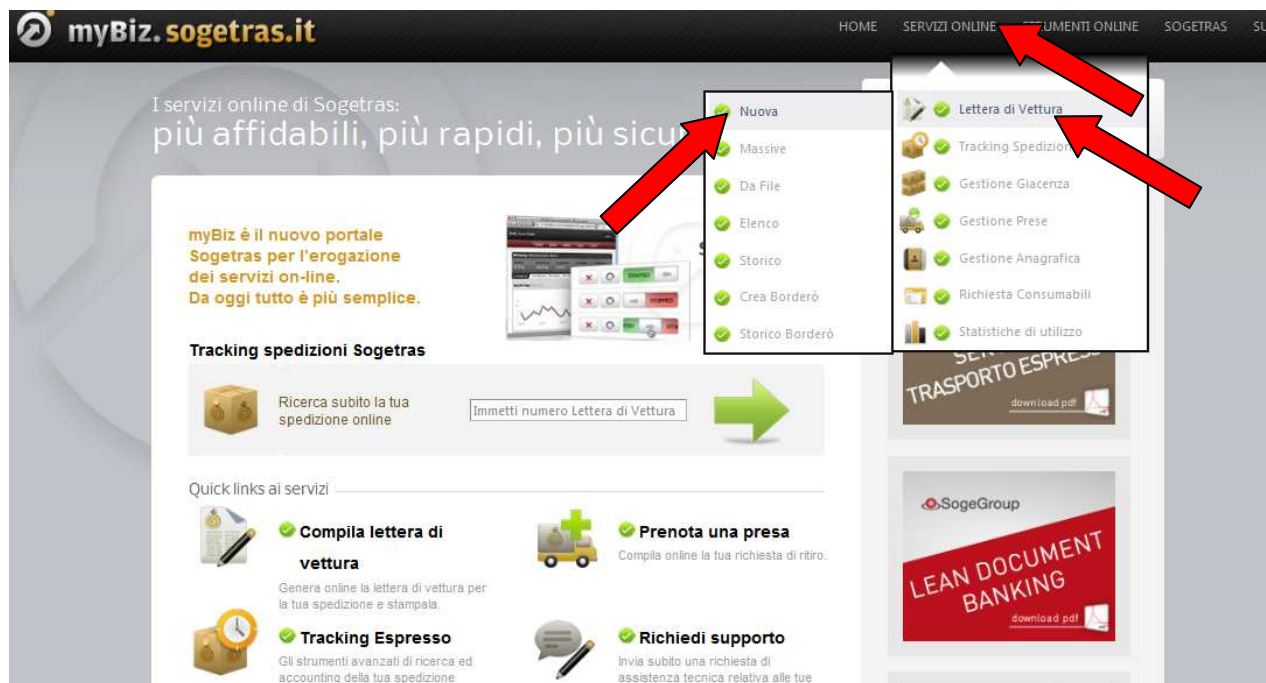 myBiz.sogetras.it
HOME SERVIZI ONLINE STRUMENTI ONLINE SOGETRAS SU
I servizi online di Sogetras:
più affidabili, più rapidi, più
Nuova
Massive
Da File
Elenco
Storico
Crea Borderò
Storico Borderò
Lettera di Vettura
Tracking Spedizioni
Gestione Giacenza
Gestione Prese
Gestione Anagrafica
Richiesta Consumabili
Statistiche di utilizzo
myBiz è il nuovo portale
Sogetras per l'erogazione
dei servizi on-line.
Da oggi tutto è più semplice.
Tracking spedizioni Sogetras
Ricerca subito la tua
spedizione online
Immetti numero Lettera di Vettura
TRASPORTO ESPRESSO
download pdf
Quick links ai servizi
Compila lettera di
vettura
Genera online la lettera di vettura per
la tua spedizione e stampala.
Prenota una presa
Compila online la tua richiesta di ritiro.
Tracking Espresso
Gli strumenti avanzati di ricerca ed
accounting della tua spedizione
Richiedi supporto
Invia subito una richiesta di
assistenza tecnica relativa alle tue
SogeGroup
LEAN DOCUMENT
BANKING
download pdf